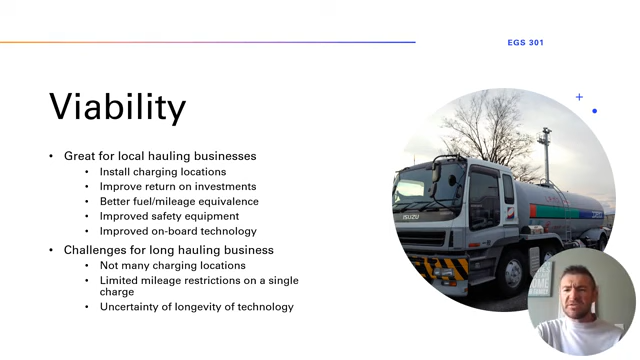 EGS 301
Viability
• Great for local hauling businesses
• Install charging locations
• Improve return on investments
• Better fuel/mileage equivalence
• Improved safety equipment
• Improved on-board technology
• Challenges for long hauling business
• Not many charging locations
• Limited mileage restrictions on a single
charge
• Uncertainty of longevity of technology
ISUZU